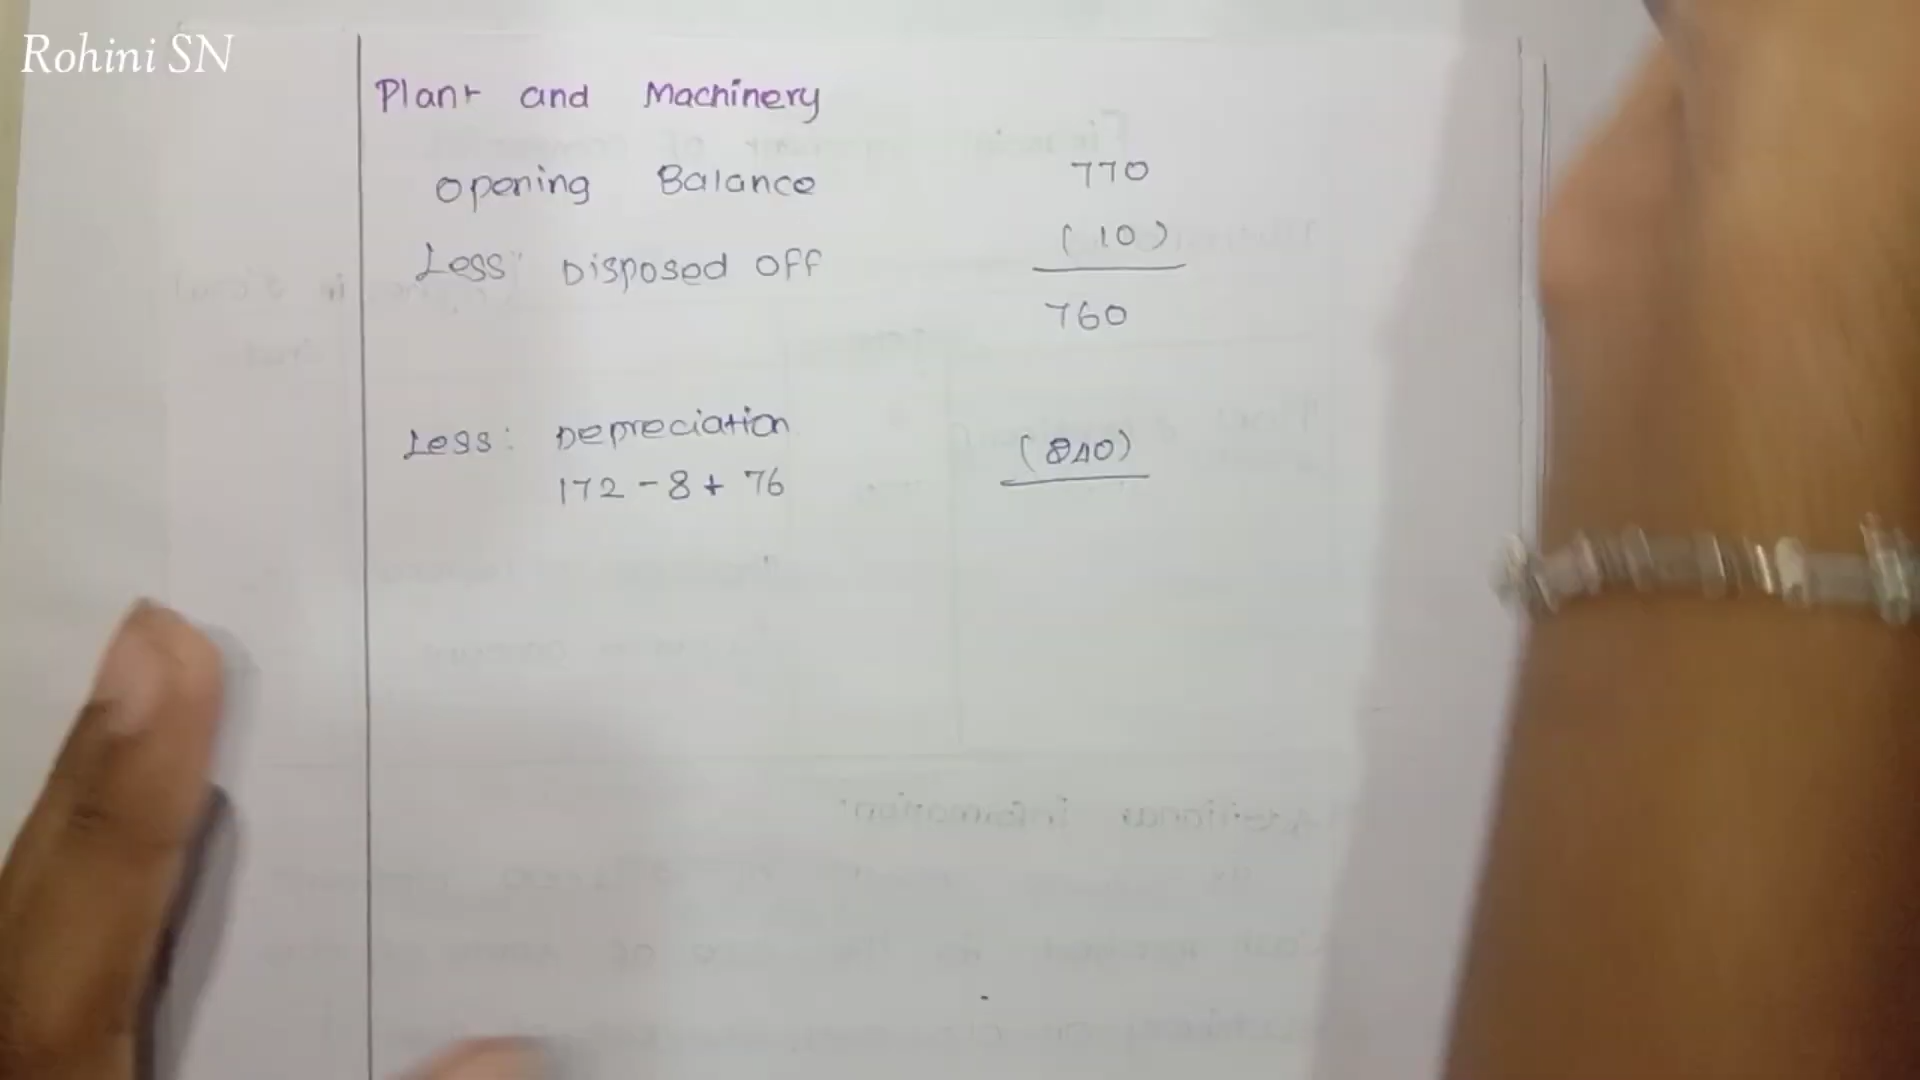 Rohini SN
Plant and Machinery
Opening Balance 770
Less: Disposed off (10)
760
Less: Depreciation (840)
172 - 8 + 76